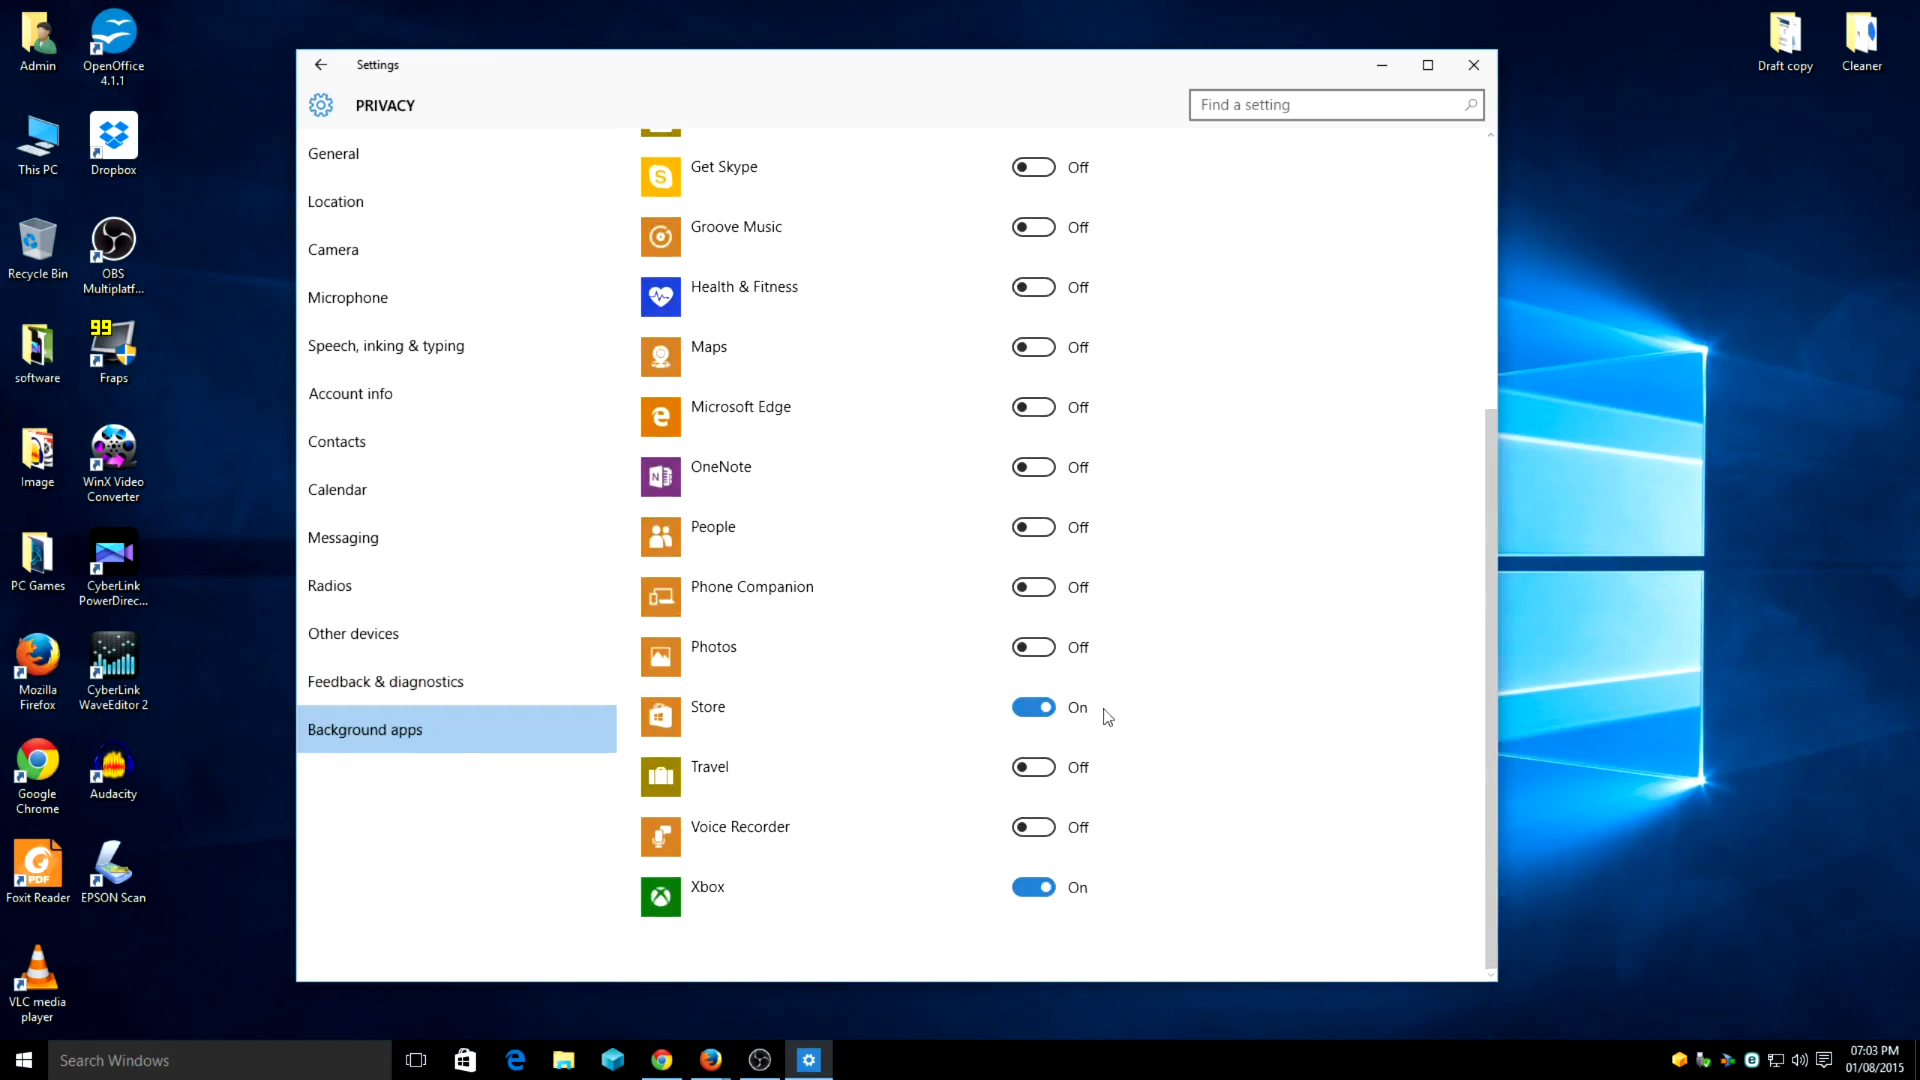 Admin
OpenOffice
4.1.1
This PC
Dropbox
Recycle Bin
OBS
Multiplatf...
software
99
Fraps
Image
WinX Video
Converter
PC Games
CyberLink
PowerDirec...
Mozilla
Firefox
CyberLink
WaveEditor 2
Google
Chrome
Audacity
PDF
Foxit Reader
EPSON Scan
VLC media
player
Draft copy
Cleaner
Settings
PRIVACY
Find a setting
General
Location
Camera
Microphone
Speech, inking & typing
Account info
Contacts
Calendar
Messaging
Radios
Other devices
Feedback & diagnostics
Background apps
Get Skype Off
Groove Music Off
Health & Fitness Off
Maps Off
Microsoft Edge Off
OneNote Off
People Off
Phone Companion Off
Photos Off
Store On
Travel Off
Voice Recorder Off
Xbox On
Search Windows
07:03 PM
01/08/2015